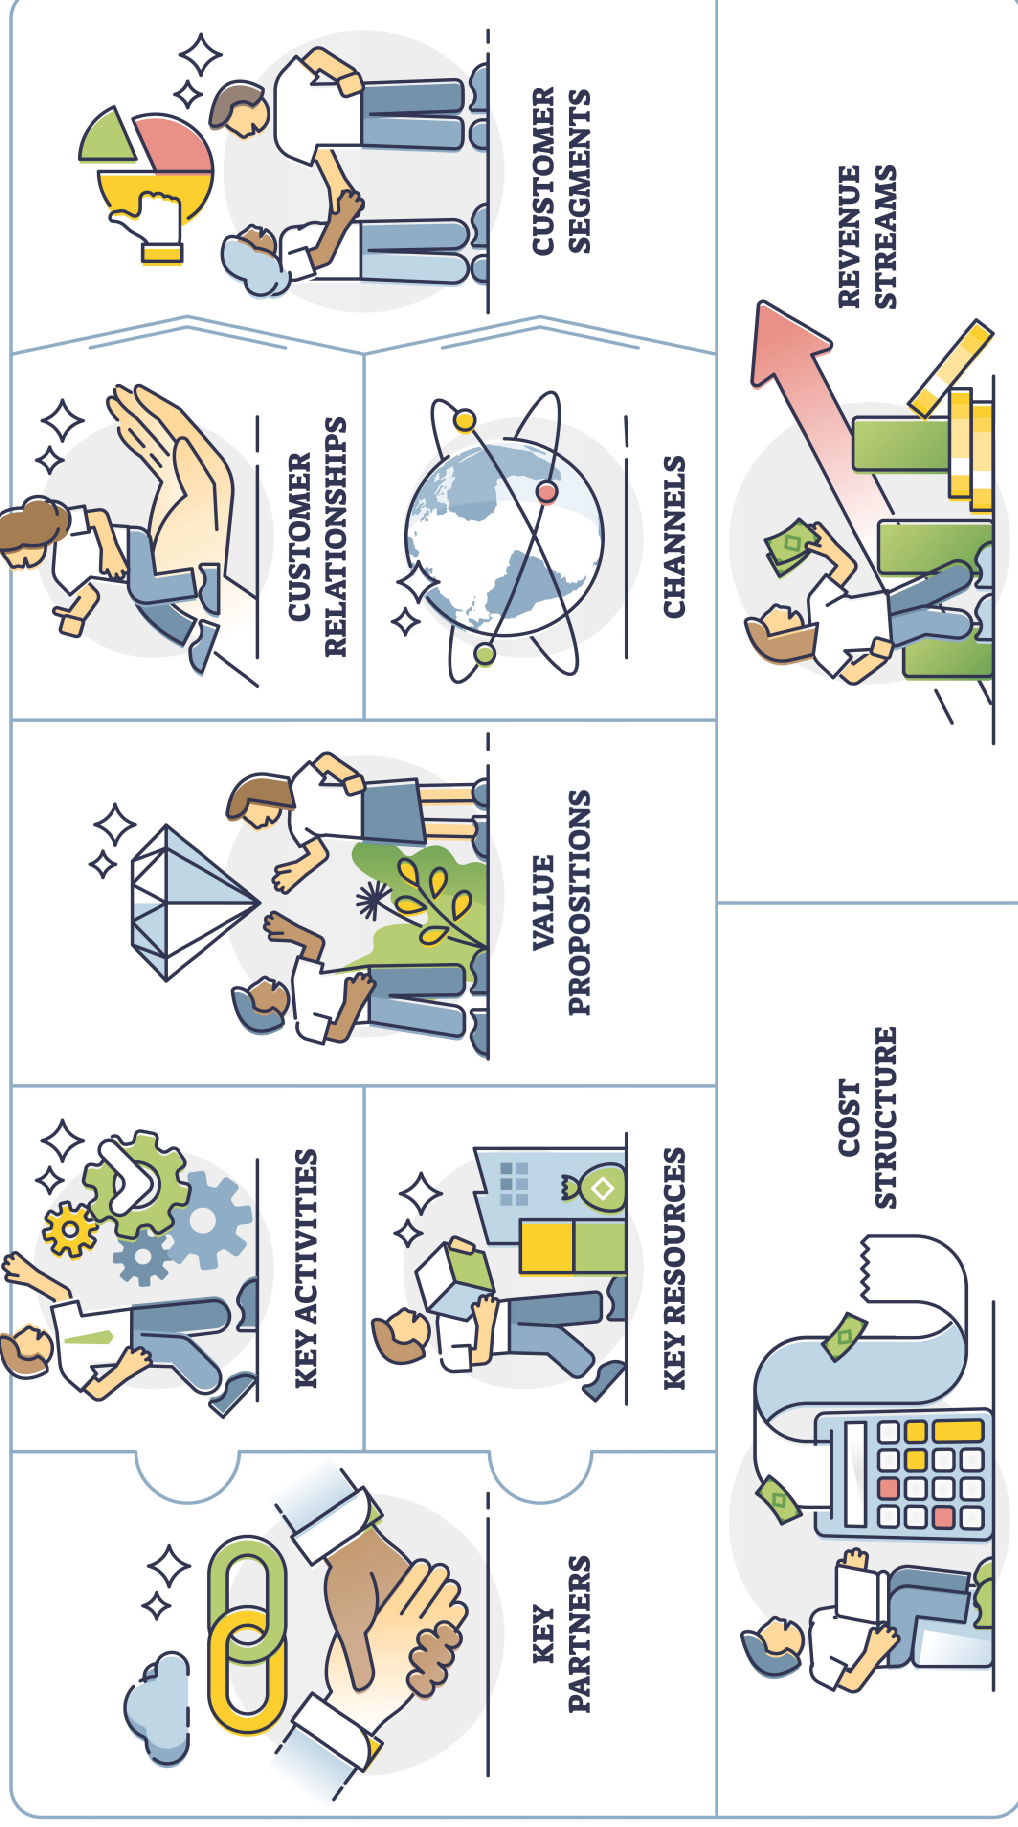 KEY
PARTNERS
KEY ACTIVITIES
KEY RESOURCES
VALUE
PROPOSITIONS
CUSTOMER
RELATIONSHIPS
CHANNELS
CUSTOMER
SEGMENTS
COST
STRUCTURE
REVENUE
STREAMS